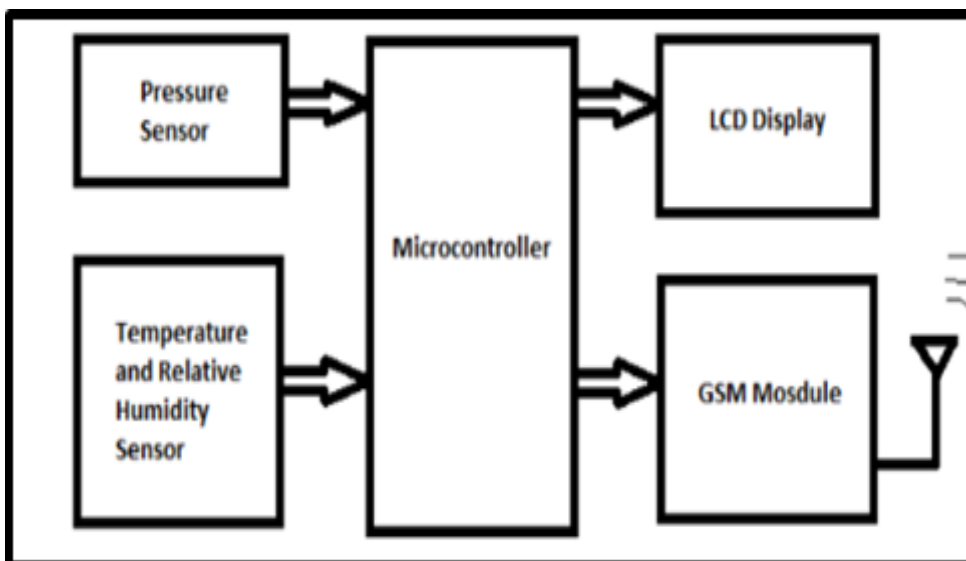 Pressure
Sensor
LCD Display
Microcontroller
Temperature
and Relative
Humidity
Sensor
GSM Mosdule